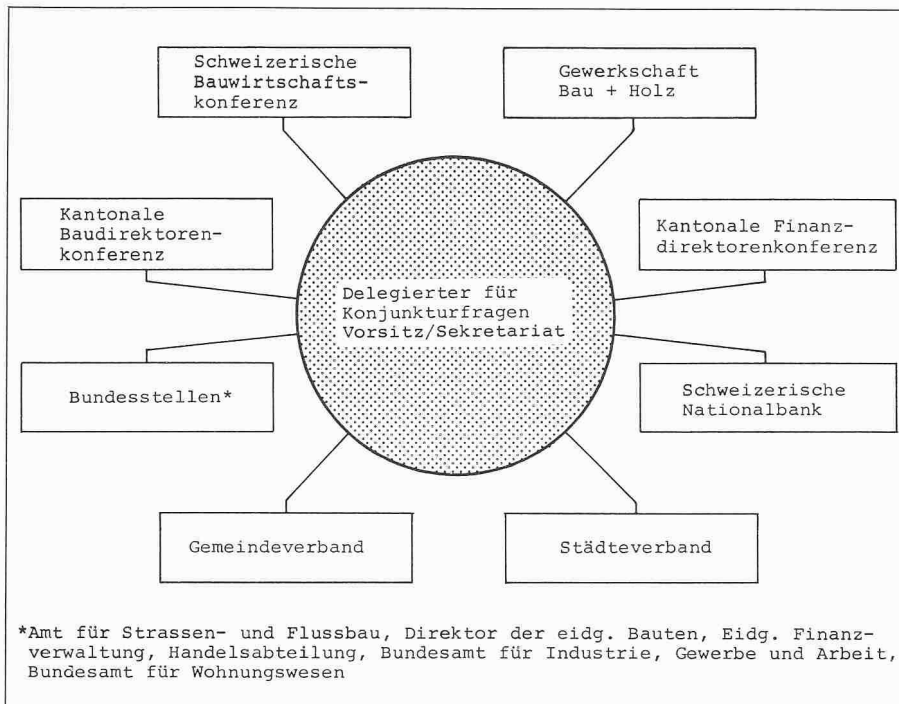 Schweizerische
Bauwirtschafts-
konferenz
Gewerkschaft
Bau + Holz
Kantonale
Baudirektoren-
konferenz
Kantonale Finanz-
direktorenkonferenz
Delegierter für
Konjunkturfragen
Vorsitz/Sekretariat
Bundesstellen*
Schweizerische
Nationalbank
Gemeindeverband
Städteverband
*Amt für Strassen- und Flussbau, Direktor der eidg. Bauten, Eidg. Finanz-
verwaltung, Handelsabteilung, Bundesamt für Industrie, Gewerbe und Arbeit,
Bundesamt für Wohnungswesen